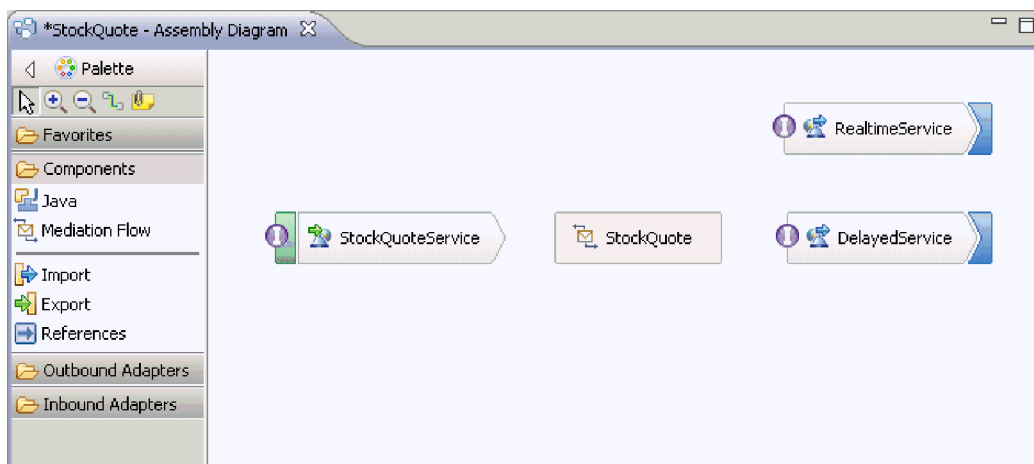 *StockQuote - Assembly Diagram
Palette
Favorites
Components
Java
Mediation Flow
Import
Export
References
Outbound Adapters
Inbound Adapters
RealtimeService
StockQuoteService
StockQuote
DelayedService